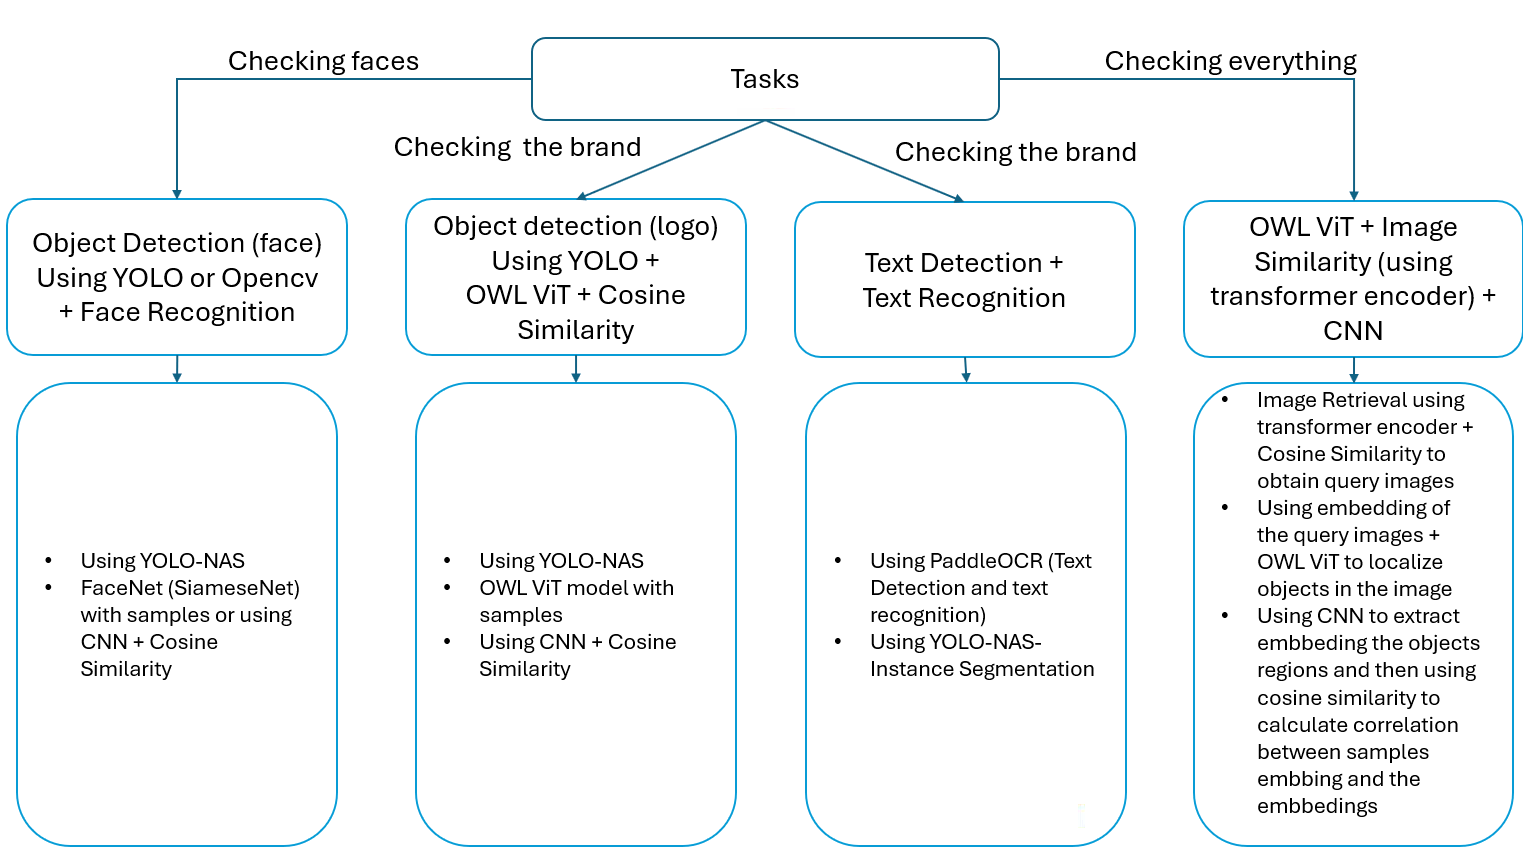 Checking faces
Tasks
Checking everything
Checking  the brand
Checking the brand
Object Detection (face)
Using YOLO or Opencv
+ Face Recognition
Object detection (logo)
Using YOLO +
OWL ViT + Cosine
Similarity
Text Detection +
Text Recognition
OWL ViT + Image
Similarity (using
transformer encoder) +
CNN
• Using YOLO-NAS
• FaceNet (SiameseNet)
with samples or using
CNN + Cosine
Similarity
• Using YOLO-NAS
• OWL ViT model with
samples
• Using CNN + Cosine
Similarity
• Using PaddleOCR (Text
Detection and text
recognition)
• Using YOLO-NAS-
Instance Segmentation
• Image Retrieval using
transformer encoder +
Cosine Similarity to
obtain query images
• Using embedding of
the query images +
OWL ViT to localize
objects in the image
• Using CNN to extract
embbeding the objects
regions and then using
cosine similarity to
calculate correlation
between samples
embbing and the
embbedings